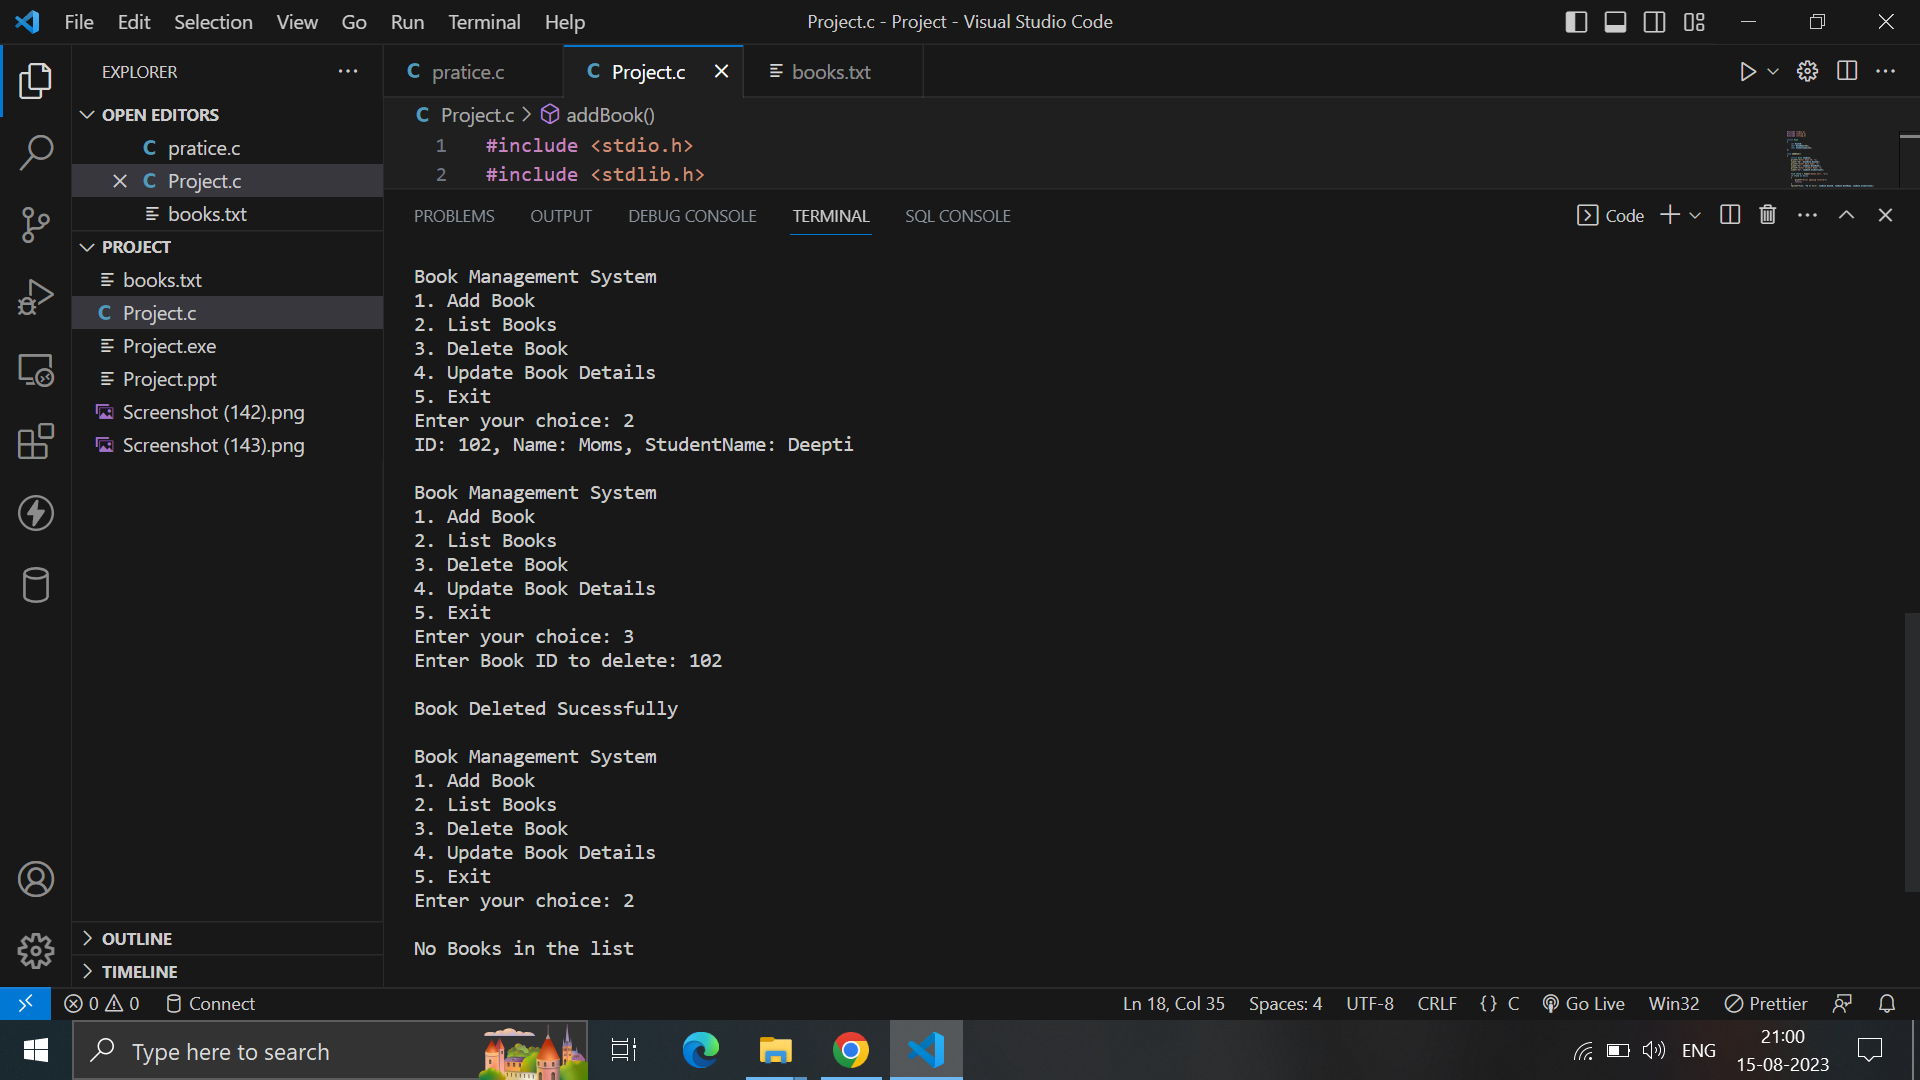 File Edit Selection View Go Run Terminal Help
Project.c - Project - Visual Studio Code
EXPLORER
OPEN EDITORS
C pratice.c
C Project.c
books.txt
PROJECT
books.txt
C Project.c
Project.exe
Project.ppt
Screenshot (142).png
Screenshot (143).png
OUTLINE
TIMELINE
C pratice.c
C Project.c
books.txt
C Project.c > addBook()
1 #include <stdio.h>
2 #include <stdlib.h>
PROBLEMS OUTPUT DEBUG CONSOLE TERMINAL SQL CONSOLE
Code
Book Management System
1. Add Book
2. List Books
3. Delete Book
4. Update Book Details
5. Exit
Enter your choice: 2
ID: 102, Name: Moms, StudentName: Deepti
Book Management System
1. Add Book
2. List Books
3. Delete Book
4. Update Book Details
5. Exit
Enter your choice: 3
Enter Book ID to delete: 102
Book Deleted Sucessfully
Book Management System
1. Add Book
2. List Books
3. Delete Book
4. Update Book Details
5. Exit
Enter your choice: 2
No Books in the list
0 0 Connect
Ln 18, Col 35 Spaces: 4 UTF-8 CRLF {} C Go Live Win32 Prettier
Type here to search
ENG
21:00
15-08-2023